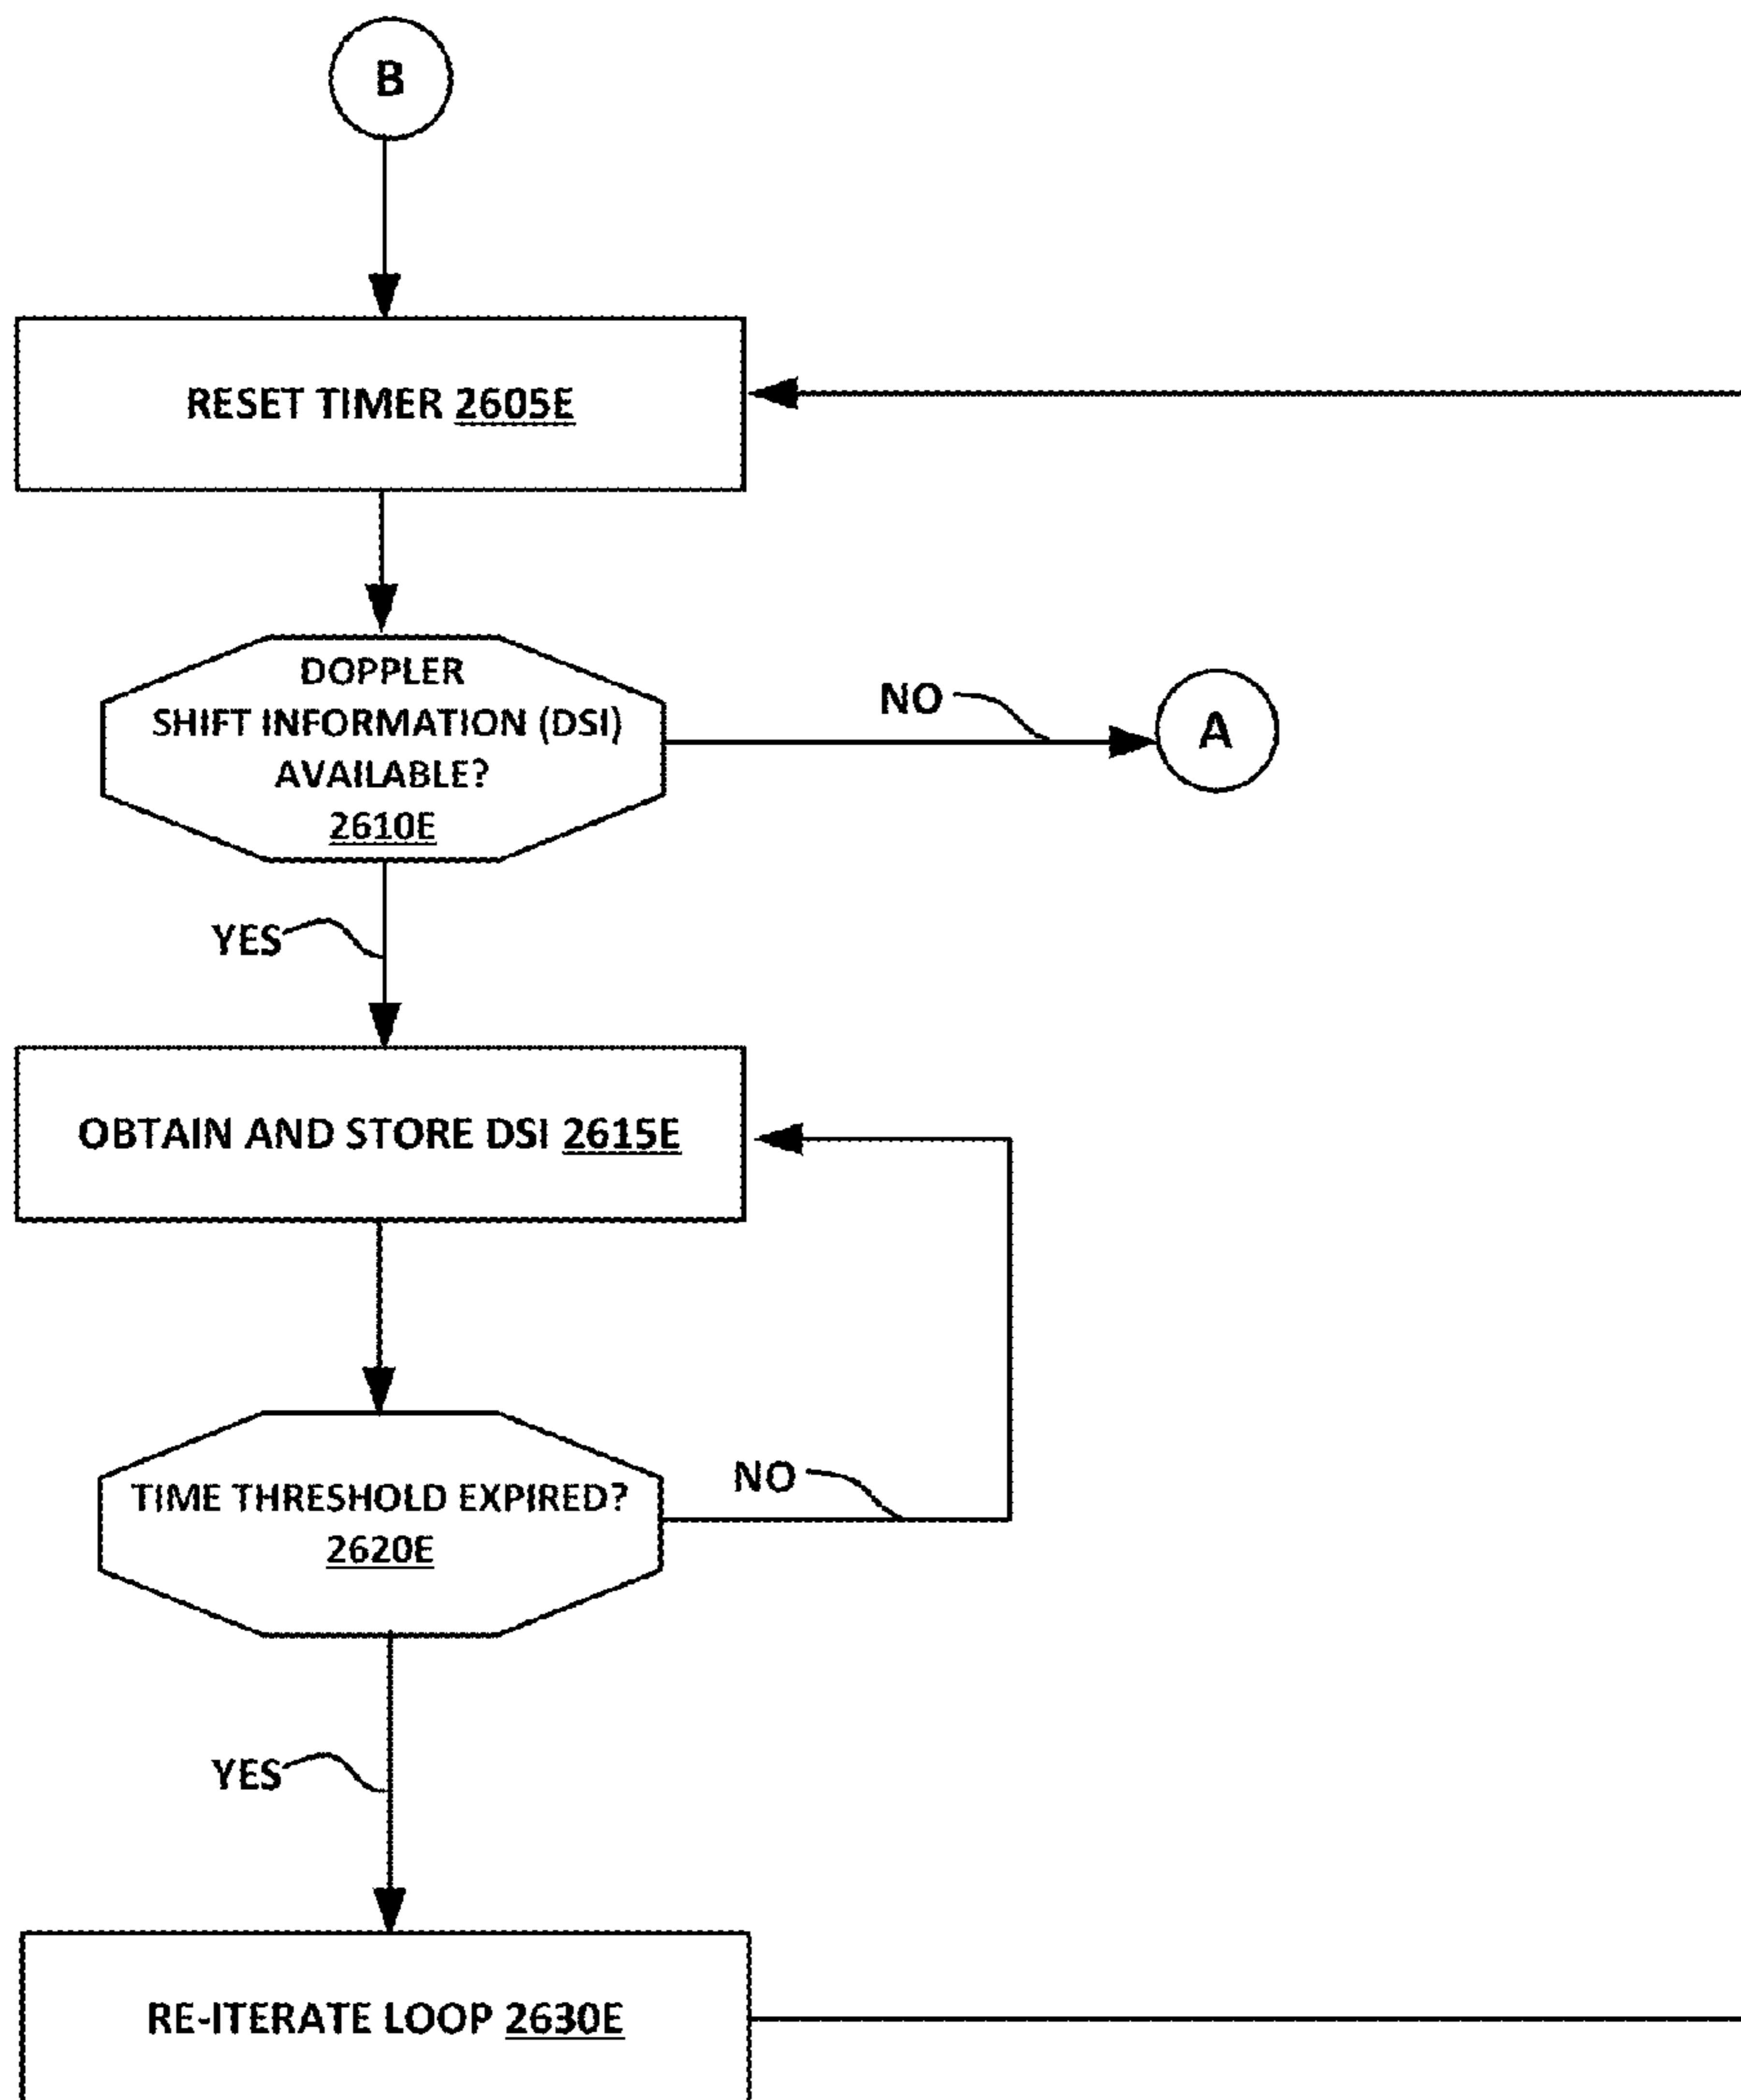 B
RESET TIMER 2605E
DOPPLER
SHIFT INFORMATION (DSI)
AVAILABLE?
2610E
NO
A
YES
OBTAIN AND STORE DSI 2615E
TIME THRESHOLD EXPIRED?
2620E
NO
YES
RE-ITERATE LOOP 2630E